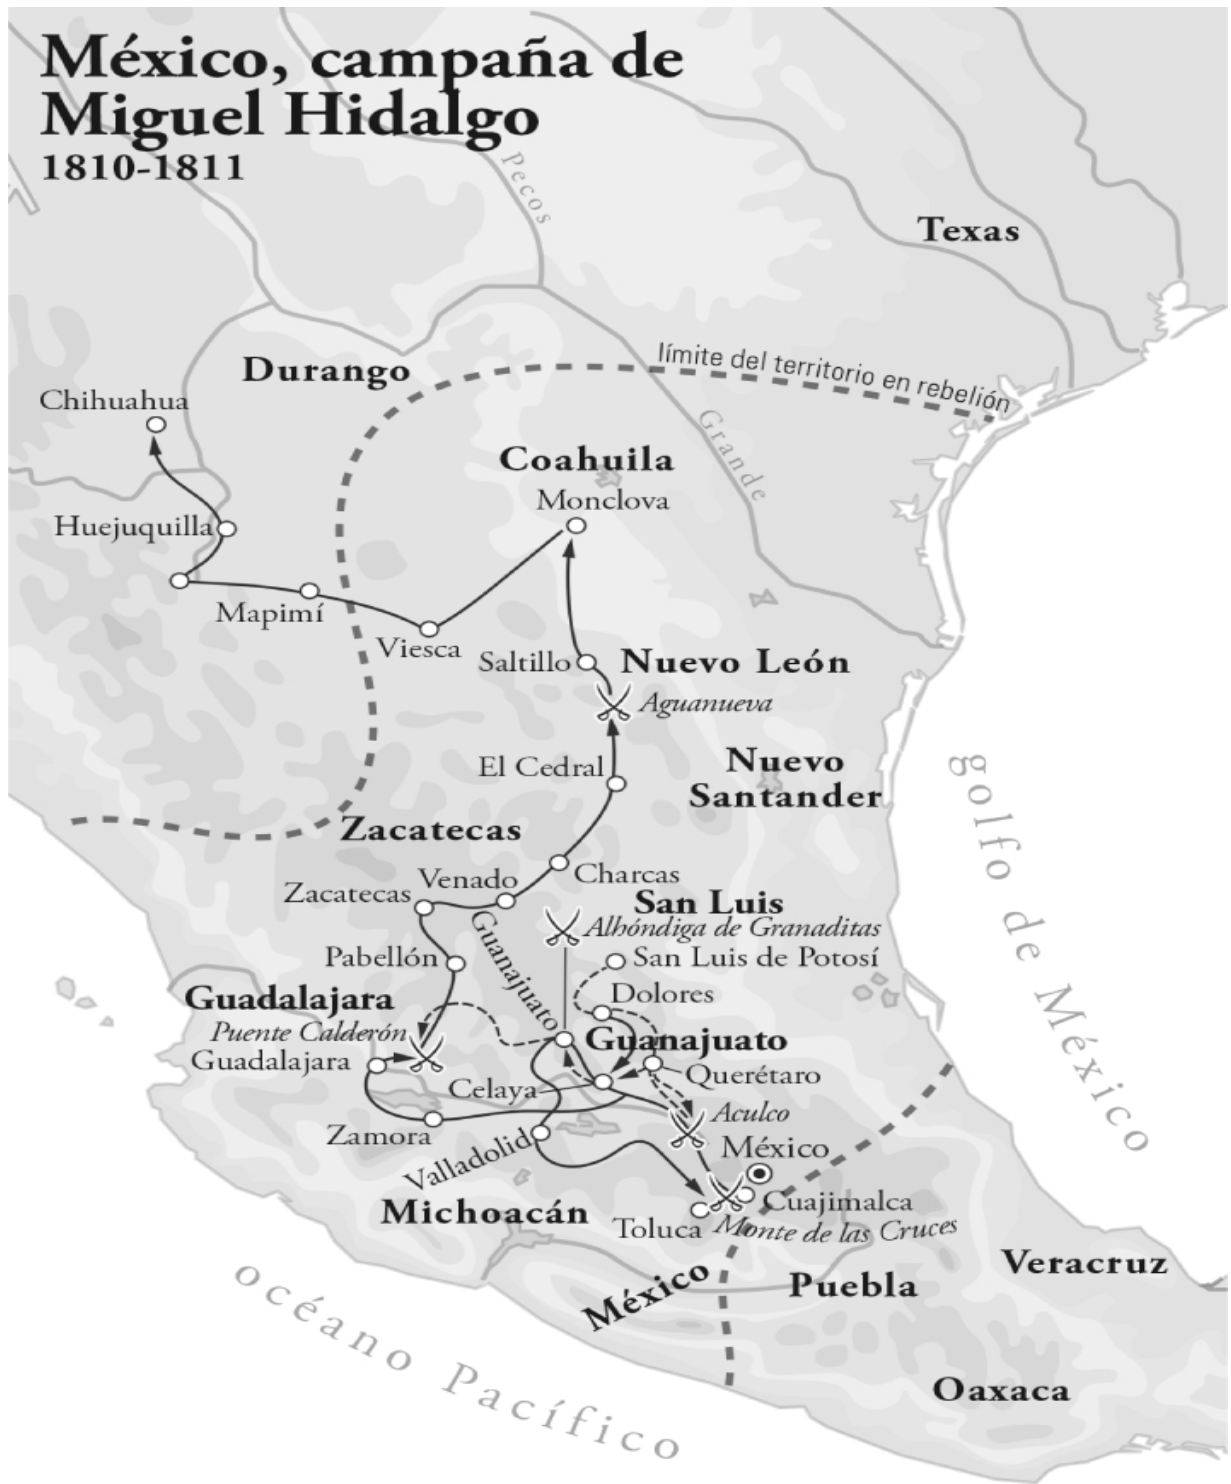 México, campaña de
Miguel Hidalgo
1810-1811
Pecos
Texas
límite del territorio en rebelión
Durango
Chihuahua
Grande
Coahuila
Monclova
Huejuquilla
Mapimí
Viesca
Saltillo
Nuevo León
Aguanueva
El Cedral
Nuevo
Santander
golfo de México
Zacatecas
Charcas
Venado
Zacatecas
San Luis
Alhóndiga de Granaditas
Guanajuato
Pabellón
San Luis de Potosí
Dolores
Guadalajara
Puente Calderón
Guanajuato
Guadalajara
Querétaro
Celaya
Aculco
Zamora
México
Valladolid
Cuajimalca
Michoacán
Toluca
Monte de las Cruces
Veracruz
México
Puebla
océano Pacífico
Oaxaca